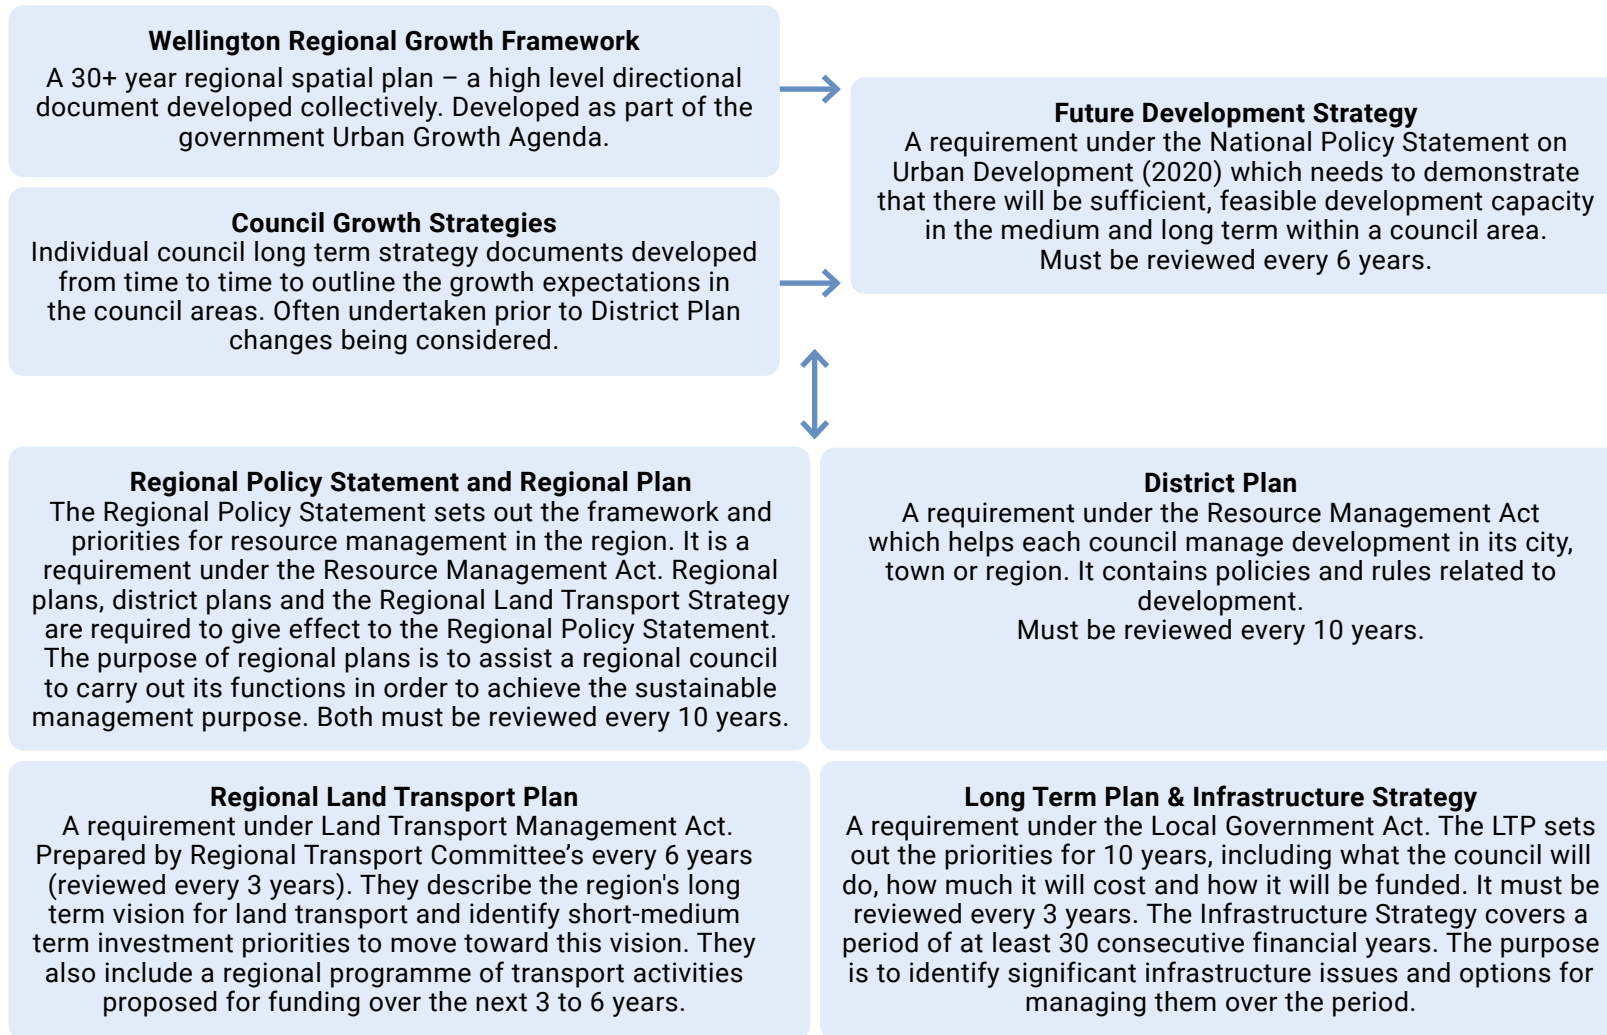 Wellington Regional Growth Framework
A 30+ year regional spatial plan – a high level directional
document developed collectively. Developed as part of the
government Urban Growth Agenda.
Council Growth Strategies
Individual council long term strategy documents developed
from time to time to outline the growth expectations in
the council areas. Often undertaken prior to District Plan
changes being considered.
Future Development Strategy
A requirement under the National Policy Statement on
Urban Development (2020) which needs to demonstrate
that there will be sufficient, feasible development capacity
in the medium and long term within a council area.
Must be reviewed every 6 years.
Regional Policy Statement and Regional Plan
The Regional Policy Statement sets out the framework and
priorities for resource management in the region. It is a
requirement under the Resource Management Act. Regional
plans, district plans and the Regional Land Transport Strategy
are required to give effect to the Regional Policy Statement.
The purpose of regional plans is to assist a regional council
to carry out its functions in order to achieve the sustainable
management purpose. Both must be reviewed every 10 years.
District Plan
A requirement under the Resource Management Act
which helps each council manage development in its city,
town or region. It contains policies and rules related to
development.
Must be reviewed every 10 years.
Regional Land Transport Plan
A requirement under Land Transport Management Act.
Prepared by Regional Transport Committee’s every 6 years
(reviewed every 3 years). They describe the region's long
term vision for land transport and identify short-medium
term investment priorities to move toward this vision. They
also include a regional programme of transport activities
proposed for funding over the next 3 to 6 years.
Long Term Plan & Infrastructure Strategy
A requirement under the Local Government Act. The LTP sets
out the priorities for 10 years, including what the council will
do, how much it will cost and how it will be funded. It must be
reviewed every 3 years. The Infrastructure Strategy covers a
period of at least 30 consecutive financial years. The purpose
is to identify significant infrastructure issues and options for
managing them over the period.